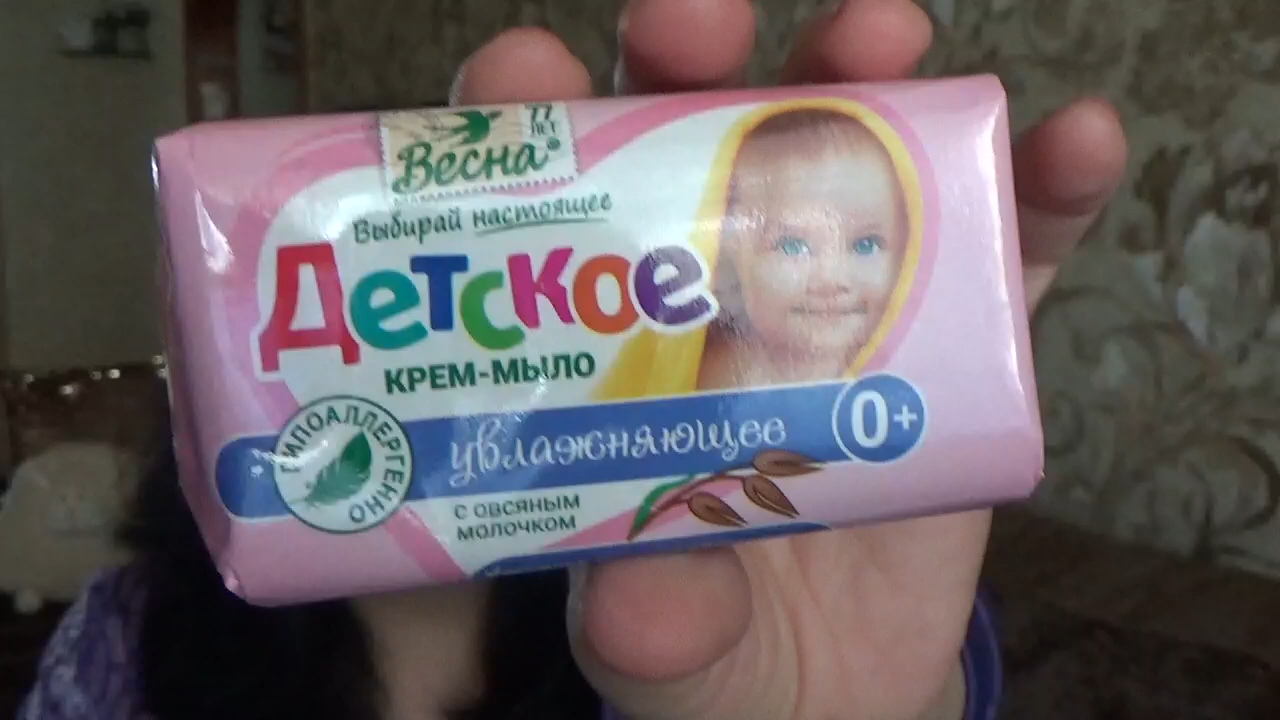 77
ЛЕТ
Весна®
Выбирай настоящее
Детское
КРЕМ-МЫЛО
ГИПОАЛЛЕРГЕННО
увлажняющее
0+
с овсяным
молочком